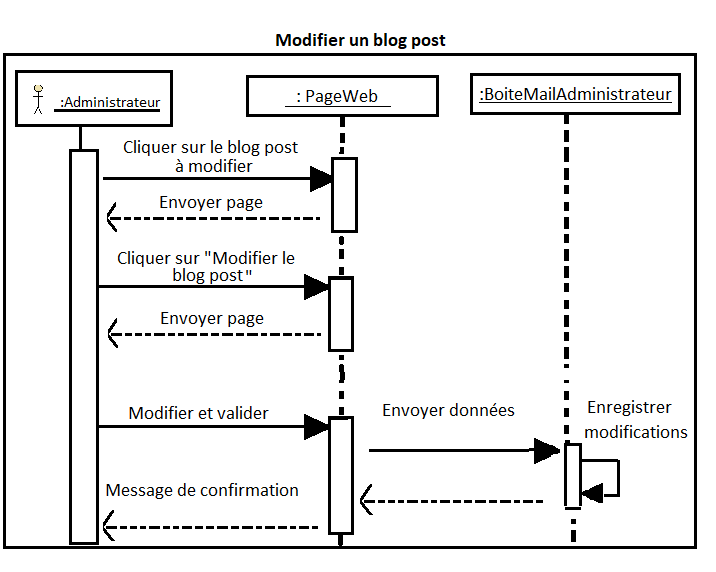 Modifier un blog post
:Administrateur
: PageWeb
:BoiteMailAdministrateur
Cliquer sur le blog post
à modifier
Envoyer page
Cliquer sur "Modifier le
blog post"
Envoyer page
Modifier et valider
Envoyer données
Enregistrer
modifications
Message de confirmation